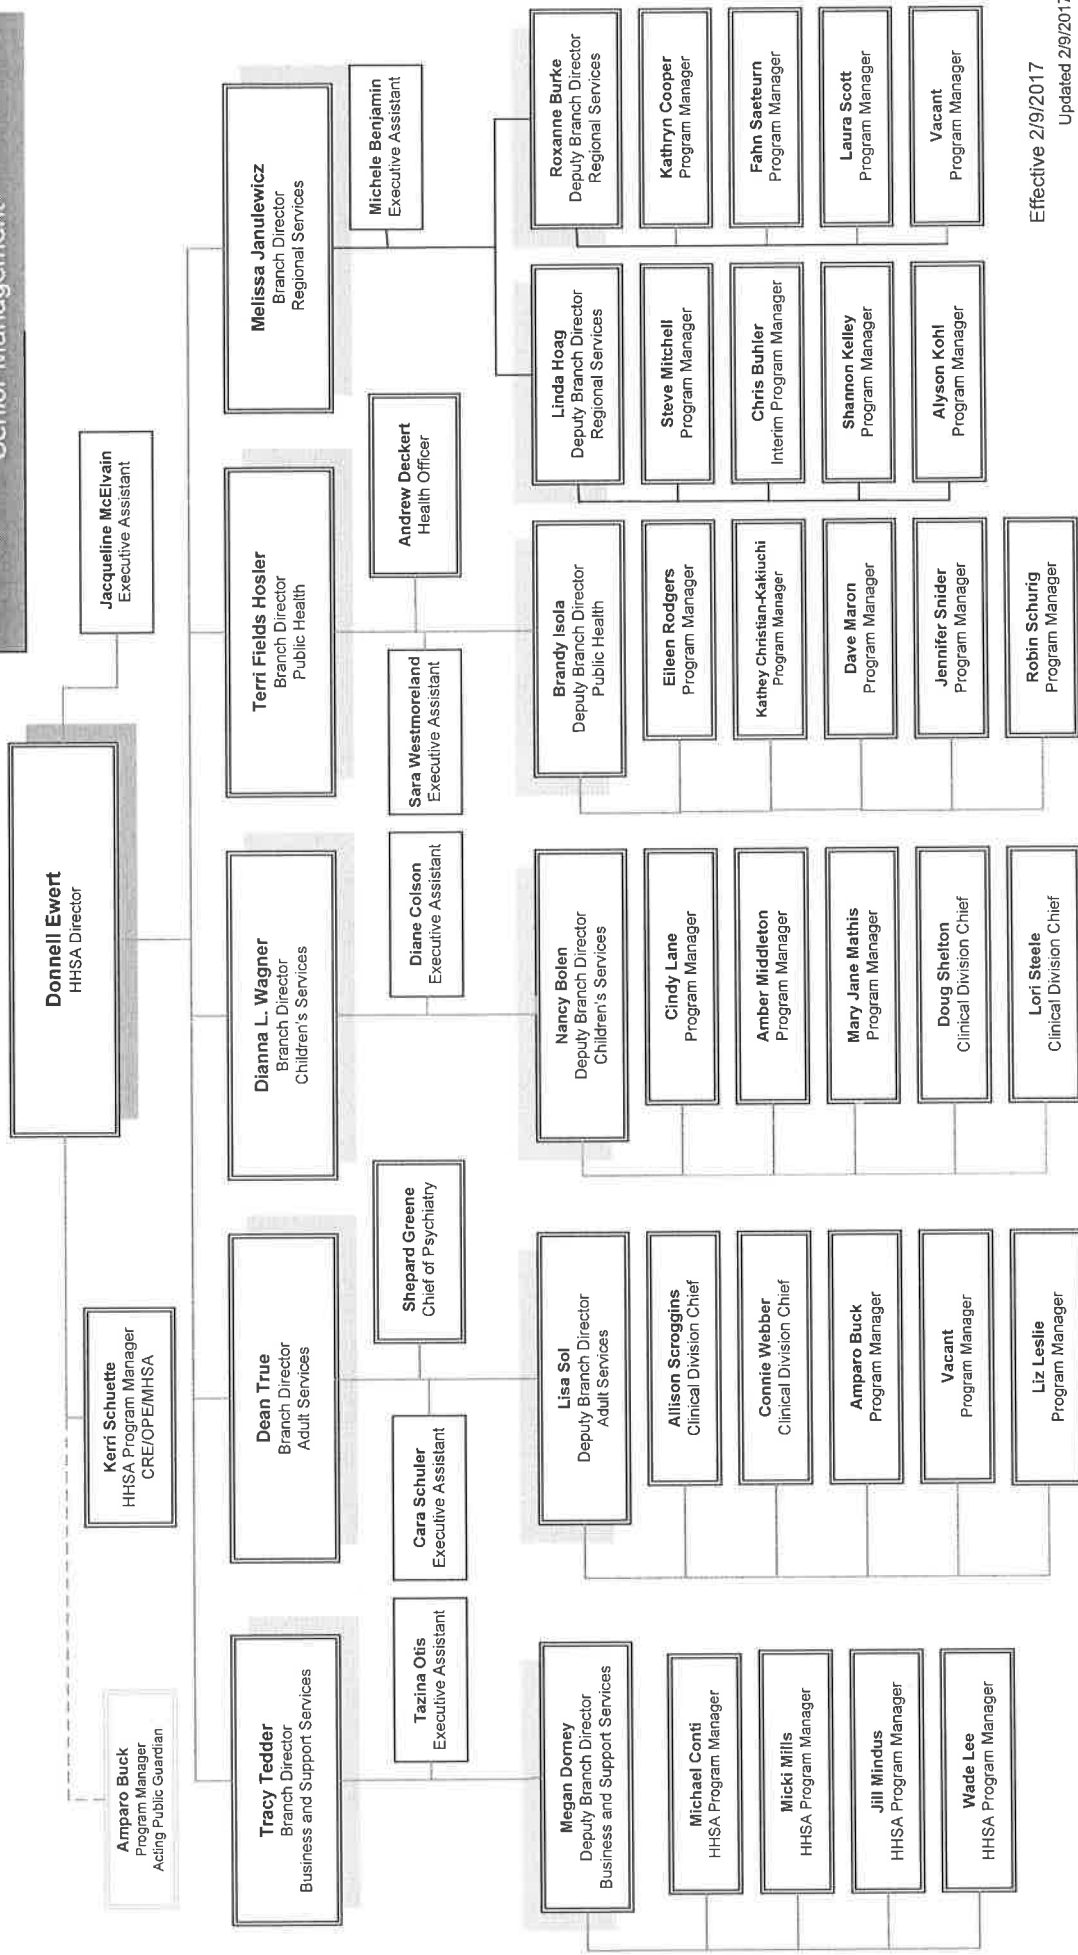 Senior Management
Donnell Ewert
HHSA Director
Jacqueline McElvain
Executive Assistant
Kerri Schuette
HHSA Program Manager
CRE/OPE/MHSA
Amparo Buck
Program Manager
Acting Public Guardian
Tracy Tedder
Branch Director
Business and Support Services
Tazina Otis
Executive Assistant
Megan Dorney
Deputy Branch Director
Business and Support Services
Michael Conti
HHSA Program Manager
Micki Mills
HHSA Program Manager
Jill Mindus
HHSA Program Manager
Wade Lee
HHSA Program Manager
Dean True
Branch Director
Adult Services
Shepard Greene
Chief of Psychiatry
Cara Schuler
Executive Assistant
Lisa Sol
Deputy Branch Director
Adult Services
Allison Scroggins
Clinical Division Chief
Connie Webber
Clinical Division Chief
Amparo Buck
Program Manager
Vacant
Program Manager
Liz Leslie
Program Manager
Dianna L. Wagner
Branch Director
Children's Services
Diane Colson
Executive Assistant
Nancy Bolen
Deputy Branch Director
Children's Services
Cindy Lane
Program Manager
Amber Middleton
Program Manager
Mary Jane Mathis
Program Manager
Doug Shelton
Clinical Division Chief
Lori Steele
Clinical Division Chief
Terri Fields Hosler
Branch Director
Public Health
Andrew Deckert
Health Officer
Sara Westmoreland
Executive Assistant
Brandy Isola
Deputy Branch Director
Public Health
Eileen Rodgers
Program Manager
Kathey Christian-Kakiuchi
Program Manager
Dave Maron
Program Manager
Jennifer Snider
Program Manager
Robin Schurig
Program Manager
Melissa Janulewicz
Branch Director
Regional Services
Michele Benjamin
Executive Assistant
Linda Hoag
Deputy Branch Director
Regional Services
Steve Mitchell
Program Manager
Chris Buhler
Interim Program Manager
Shannon Kelley
Program Manager
Alyson Kohl
Program Manager
Roxanne Burke
Deputy Branch Director
Regional Services
Kathryn Cooper
Program Manager
Fahn Saeteurn
Program Manager
Laura Scott
Program Manager
Vacant
Program Manager
Effective 2/9/2017
Updated 2/9/2017